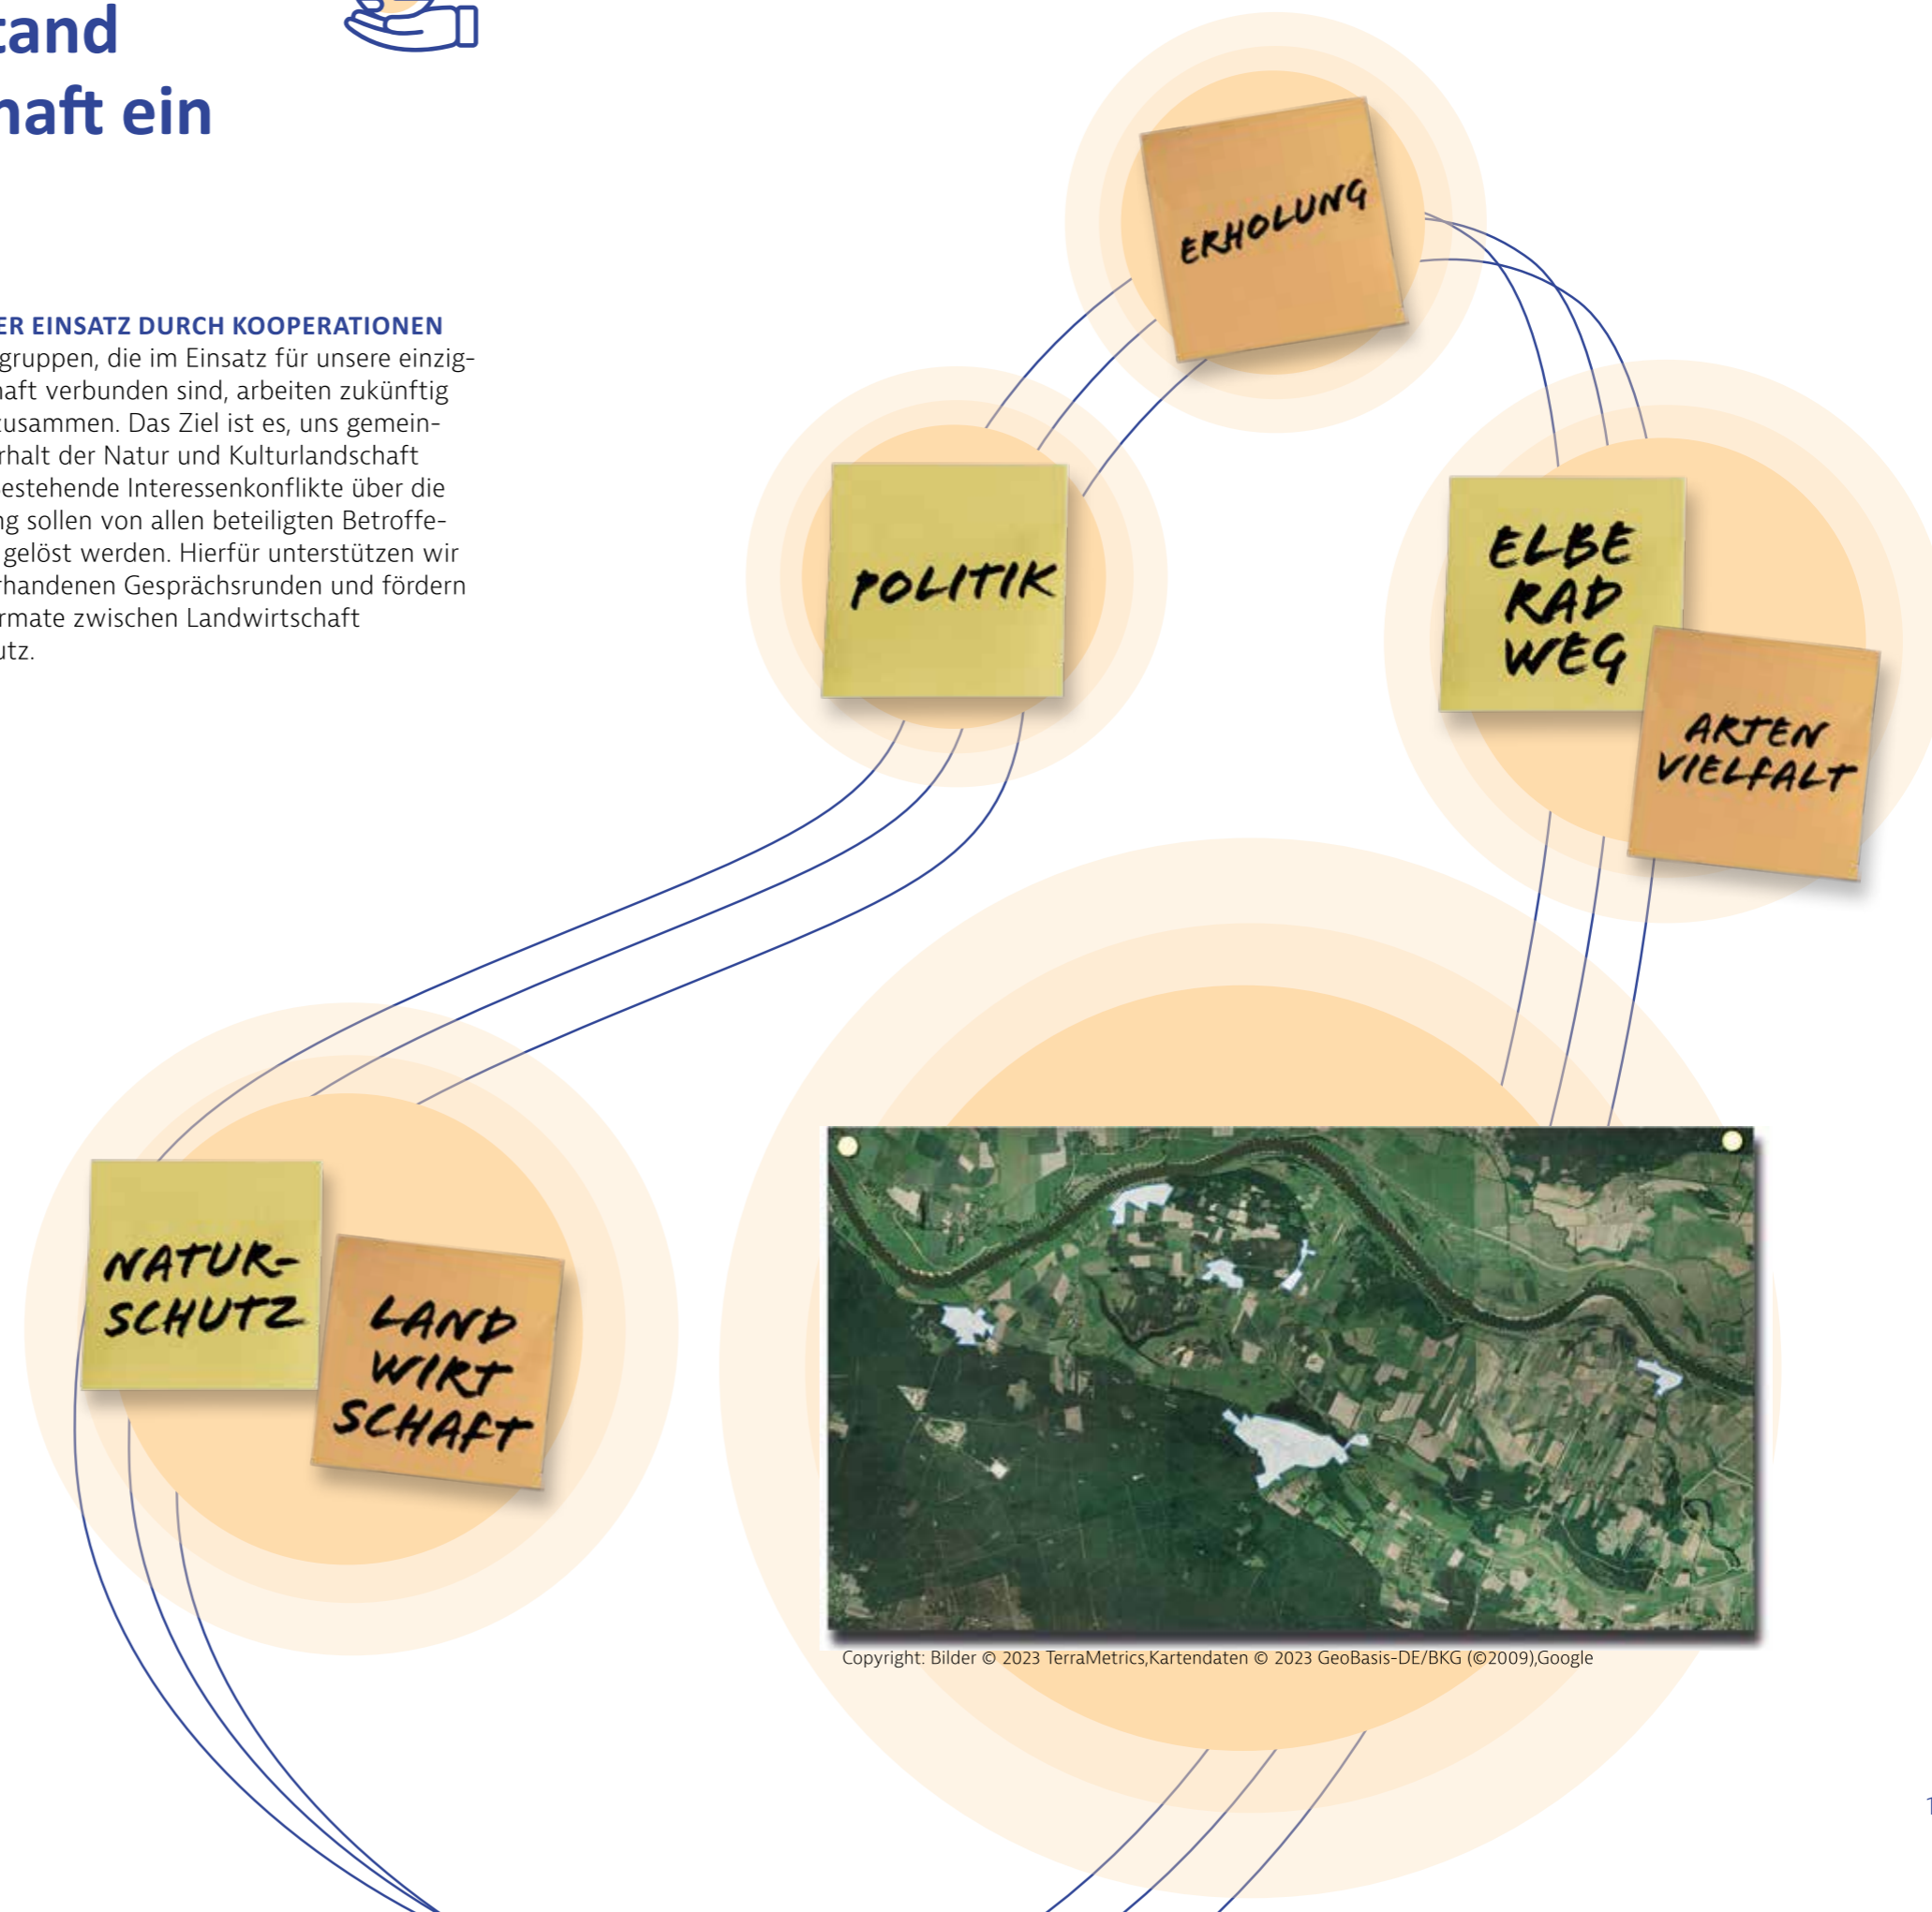 tand
haft ein
ER EINSATZ DURCH KOOPERATIONEN
gruppen, die im Einsatz für unsere einzig-
haft verbunden sind, arbeiten zukünftig
zusammen. Das Ziel ist es, uns gemein-
rhalt der Natur und Kulturlandschaft
Bestehende Interessenkonflikte über die
ng sollen von allen beteiligten Betroffe-
gelöst werden. Hierfür unterstützen wir
rhandenen Gesprächsrunden und fördern
rmate zwischen Landwirtschaft
utz.
ERHOLUNG
POLITIK
ELBE
RAD
WEG
ARTEN
VIELFALT
NATUR-
SCHUTZ
LAND
WIRT
SCHAFT
Copyright: Bilder © 2023 TerraMetrics,Kartendaten © 2023 GeoBasis-DE/BKG (©2009),Google
1